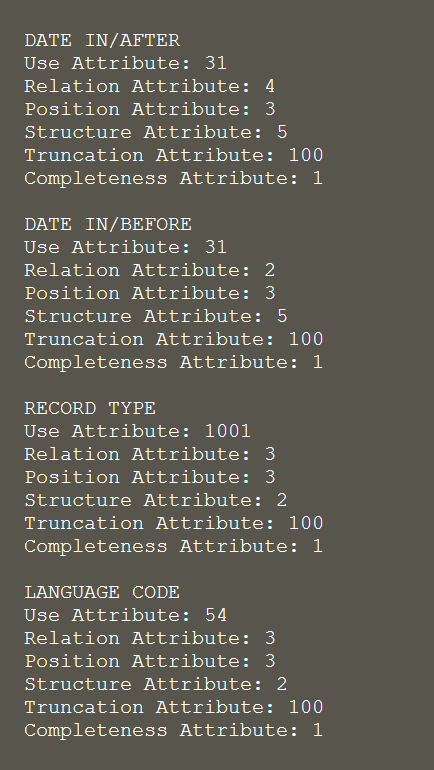 DATE IN/AFTER
Use Attribute: 31
Relation Attribute: 4
Position Attribute: 3
Structure Attribute: 5
Truncation Attribute: 100
Completeness Attribute: 1
DATE IN/BEFORE
Use Attribute: 31
Relation Attribute: 2
Position Attribute: 3
Structure Attribute: 5
Truncation Attribute: 100
Completeness Attribute: 1
RECORD TYPE
Use Attribute: 1001
Relation Attribute: 3
Position Attribute: 3
Structure Attribute: 2
Truncation Attribute: 100
Completeness Attribute: 1
LANGUAGE CODE
Use Attribute: 54
Relation Attribute: 3
Position Attribute: 3
Structure Attribute: 2
Truncation Attribute: 100
Completeness Attribute: 1